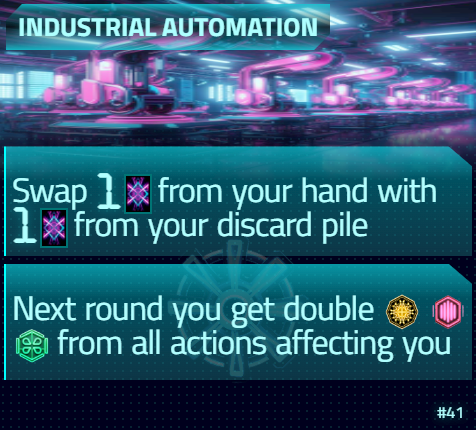 INDUSTRIAL AUTOMATION
Swap 1 from your hand with
1 from your discard pile
Next round you get double
from all actions affecting you
#41